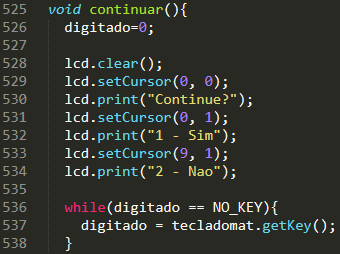 525 void continuar(){
526   digitado=0;
527
528   lcd.clear();
529   lcd.setCursor(0, 0);
530   lcd.print("Continue?");
531   lcd.setCursor(0, 1);
532   lcd.print("1 - Sim");
533   lcd.setCursor(9, 1);
534   lcd.print("2 - Nao");
535
536   while(digitado == NO_KEY){
537     digitado = tecladomat.getKey();
538   }